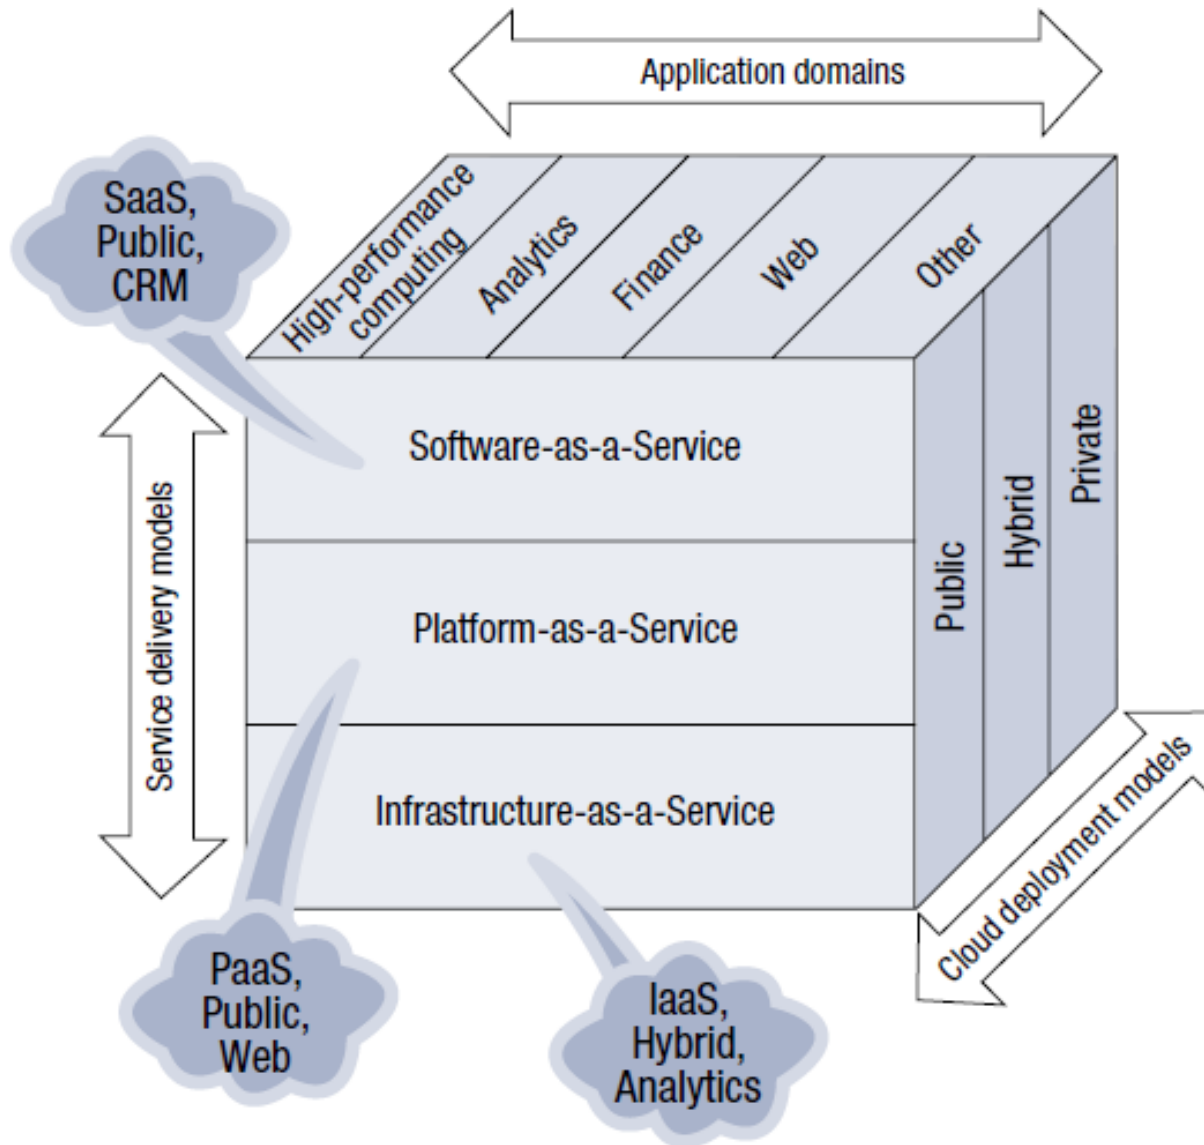 Application domains
SaaS,
Public,
CRM
High-performance
computing
Analytics
Finance
Web
Other
Service delivery models
Software-as-a-Service
Platform-as-a-Service
Infrastructure-as-a-Service
Public
Hybrid
Private
Cloud deployment models
PaaS,
Public,
Web
IaaS,
Hybrid,
Analytics